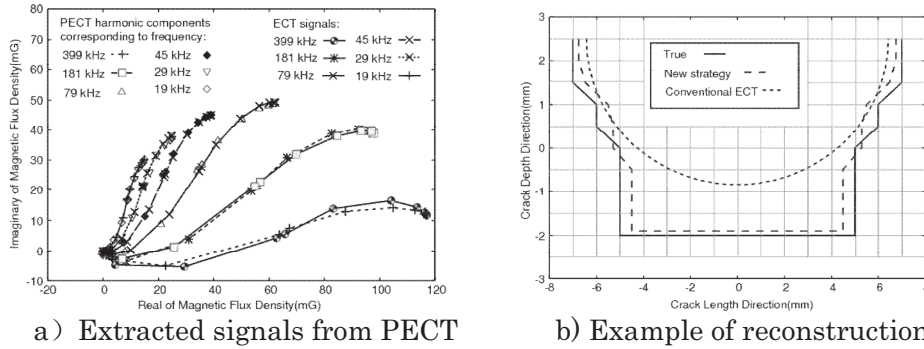 PECT harmonic components
corresponding to frequency:
399 kHz
181 kHz
79 kHz
45 kHz
29 kHz
19 kHz
ECT signals:
399 kHz
181 kHz
79 kHz
45 kHz
29 kHz
19 kHz
Imaginary of Magnetic Flux Density(mG)
80
70
60
50
40
30
20
10
0
-10
-20 0 20 40 60 80 100 120
Real of Magnetic Flux Density(mG)
a) Extracted signals from PECT
True
New strategy
Conventional ECT
Crack Depth Direction(mm)
3
2
1
0
-1
-2
3
-8 -6 -4 -2 0 2 4 6 8
Crack Length Direction(mm)
b) Example of reconstruction